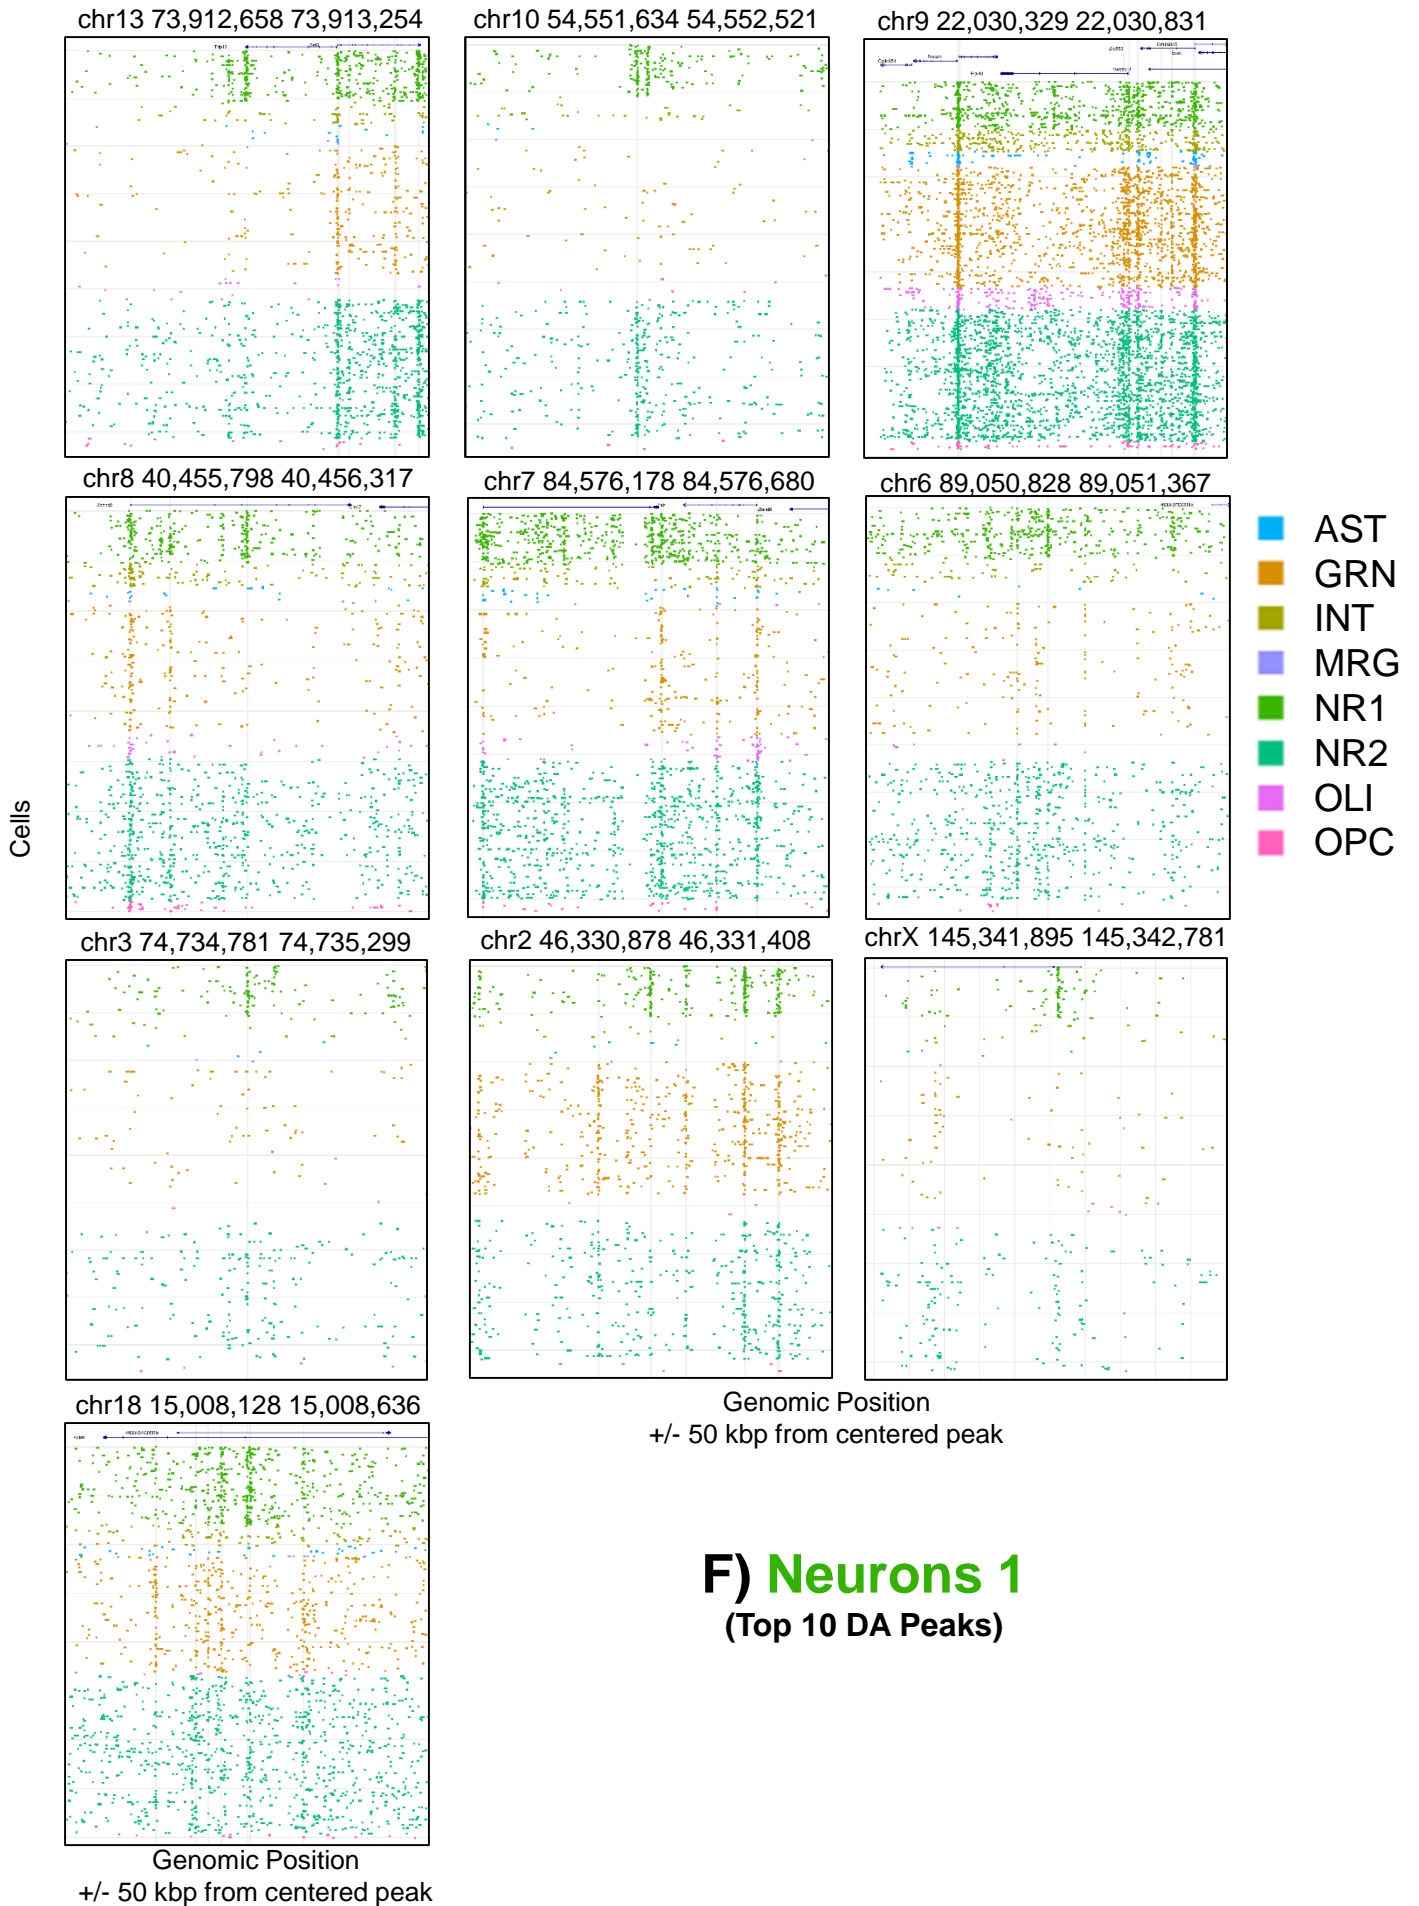 chr13 73,912,658 73,913,254
chr10 54,551,634 54,552,521
chr9 22,030,329 22,030,831
chr8 40,455,798 40,456,317
chr7 84,576,178 84,576,680
chr6 89,050,828 89,051,367
AST
GRN
INT
MRG
NR1
NR2
OLI
OPC
Cells
chr3 74,734,781 74,735,299
chr2 46,330,878 46,331,408
chrX 145,341,895 145,342,781
chr18 15,008,128 15,008,636
Genomic Position
+/- 50 kbp from centered peak
F) Neurons 1
(Top 10 DA Peaks)
Genomic Position
+/- 50 kbp from centered peak